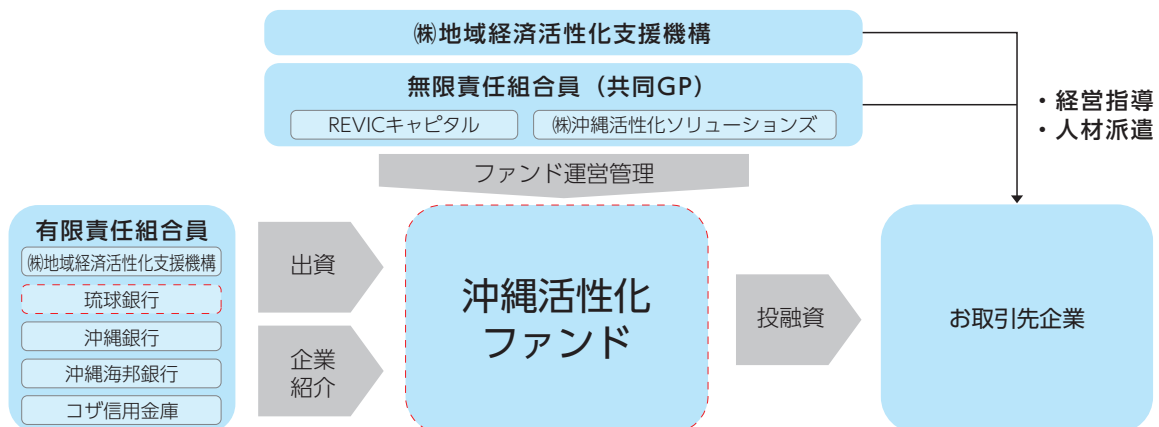 ㈱地域経済活性化支援機構
無限責任組合員（共同GP）
REVICキャピタル
㈱沖縄活性化ソリューションズ
・経営指導
・人材派遣
ファンド運営管理
有限責任組合員
㈱地域経済活性化支援機構
琉球銀行
沖縄銀行
沖縄海邦銀行
コザ信用金庫
出資
企業
紹介
沖縄活性化
ファンド
投融資
お取引先企業